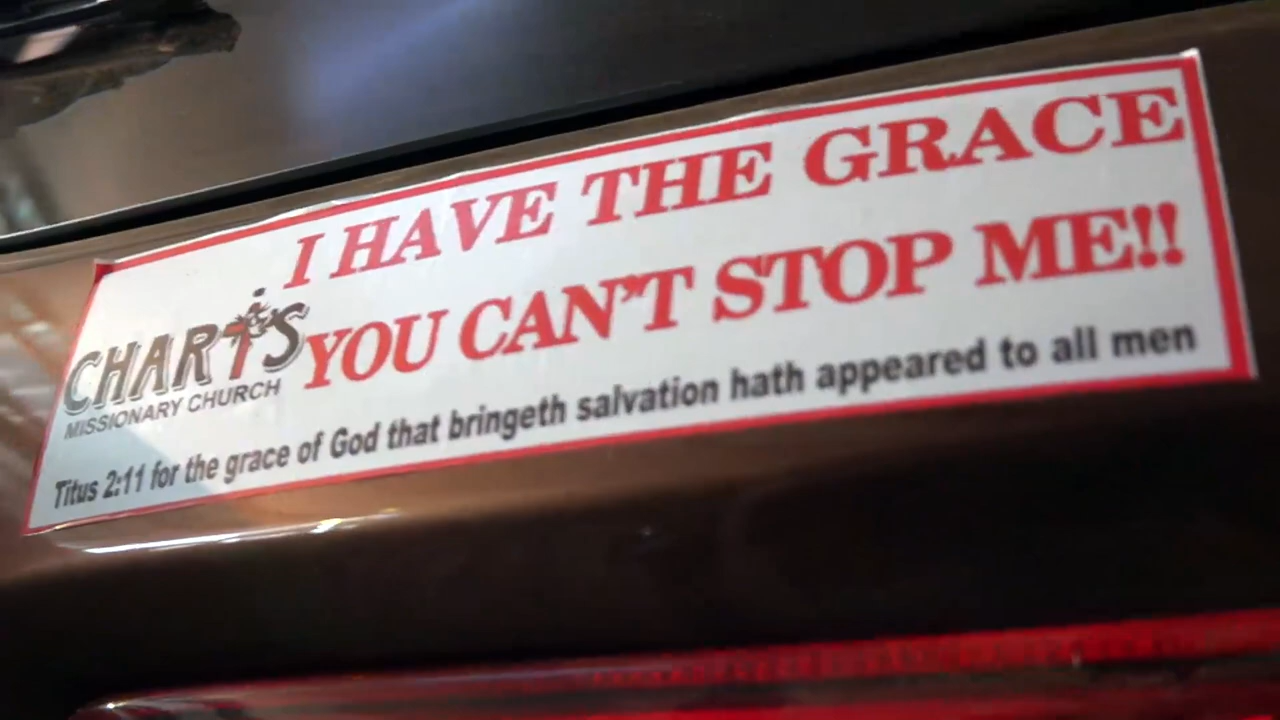 I HAVE THE GRACE
YOU CAN'T STOP ME!!
CHARIS
MISSIONARY CHURCH
Titus 2:11 for the grace of God that bringeth salvation hath appeared to all men